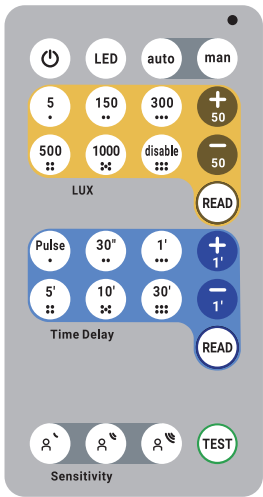 LED auto man
5 150 300 + 50
500 1000 disable − 50
LUX
READ
Pulse 30" 1' + 1'
5' 10' 30' − 1'
Time Delay
READ
TEST
Sensitivity